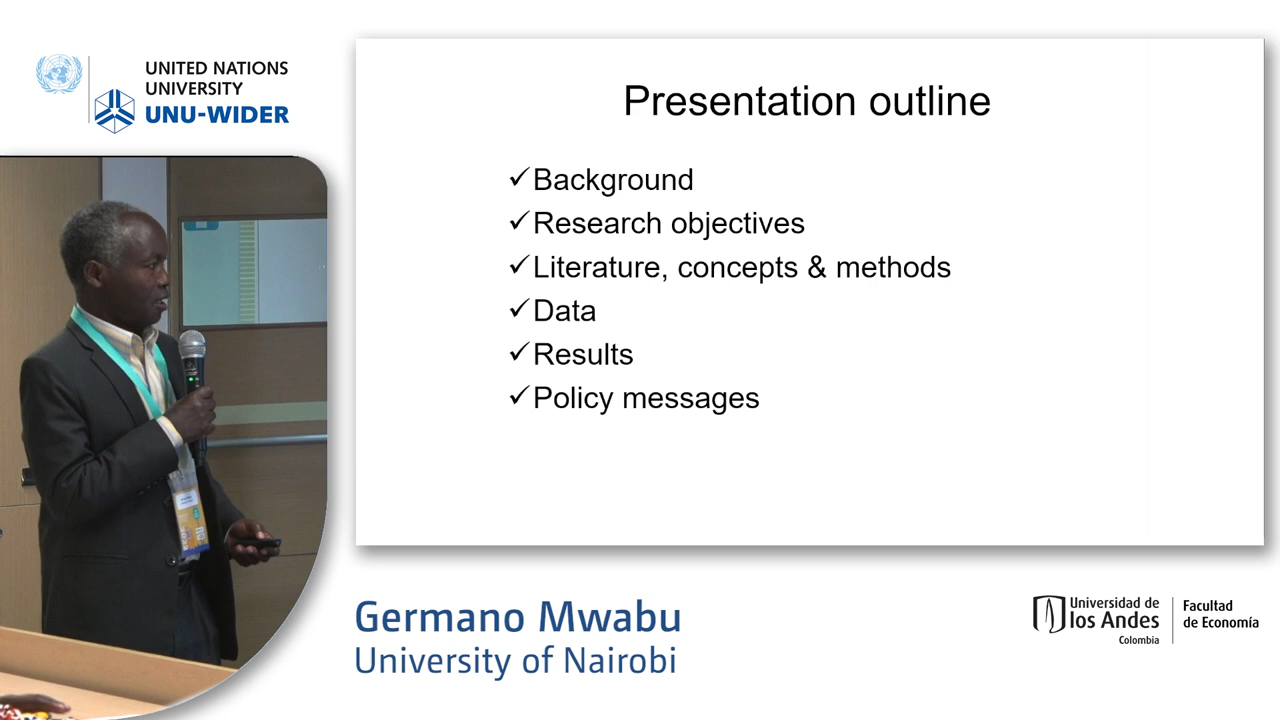 UNITED NATIONS
UNIVERSITY
UNU-WIDER
Presentation outline
✓Background
✓Research objectives
✓Literature, concepts & methods
✓Data
✓Results
✓Policy messages
Germano Mwabu
University of Nairobi
Universidad de
los Andes
Colombia
Facultad
de Economía